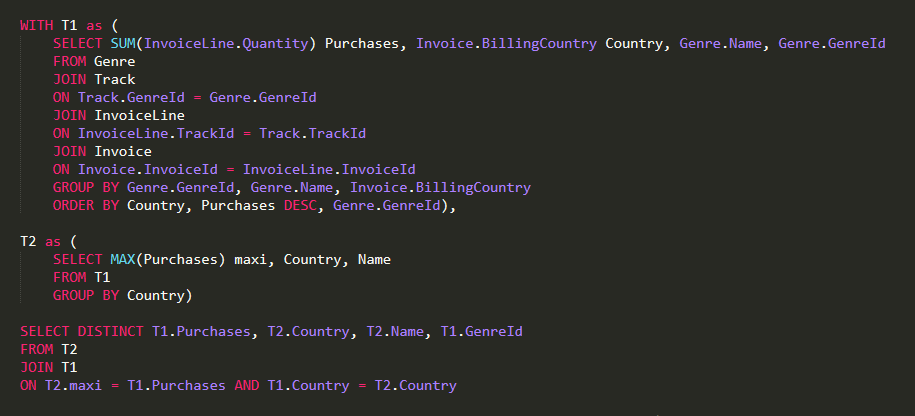 WITH T1 as (
SELECT SUM(InvoiceLine.Quantity) Purchases, Invoice.BillingCountry Country, Genre.Name, Genre.GenreId
FROM Genre
JOIN Track
ON Track.GenreId = Genre.GenreId
JOIN InvoiceLine
ON InvoiceLine.TrackId = Track.TrackId
JOIN Invoice
ON Invoice.InvoiceId = InvoiceLine.InvoiceId
GROUP BY Genre.GenreId, Genre.Name, Invoice.BillingCountry
ORDER BY Country, Purchases DESC, Genre.GenreId),
T2 as (
SELECT MAX(Purchases) maxi, Country, Name
FROM T1
GROUP BY Country)
SELECT DISTINCT T1.Purchases, T2.Country, T2.Name, T1.GenreId
FROM T2
JOIN T1
ON T2.maxi = T1.Purchases AND T1.Country = T2.Country